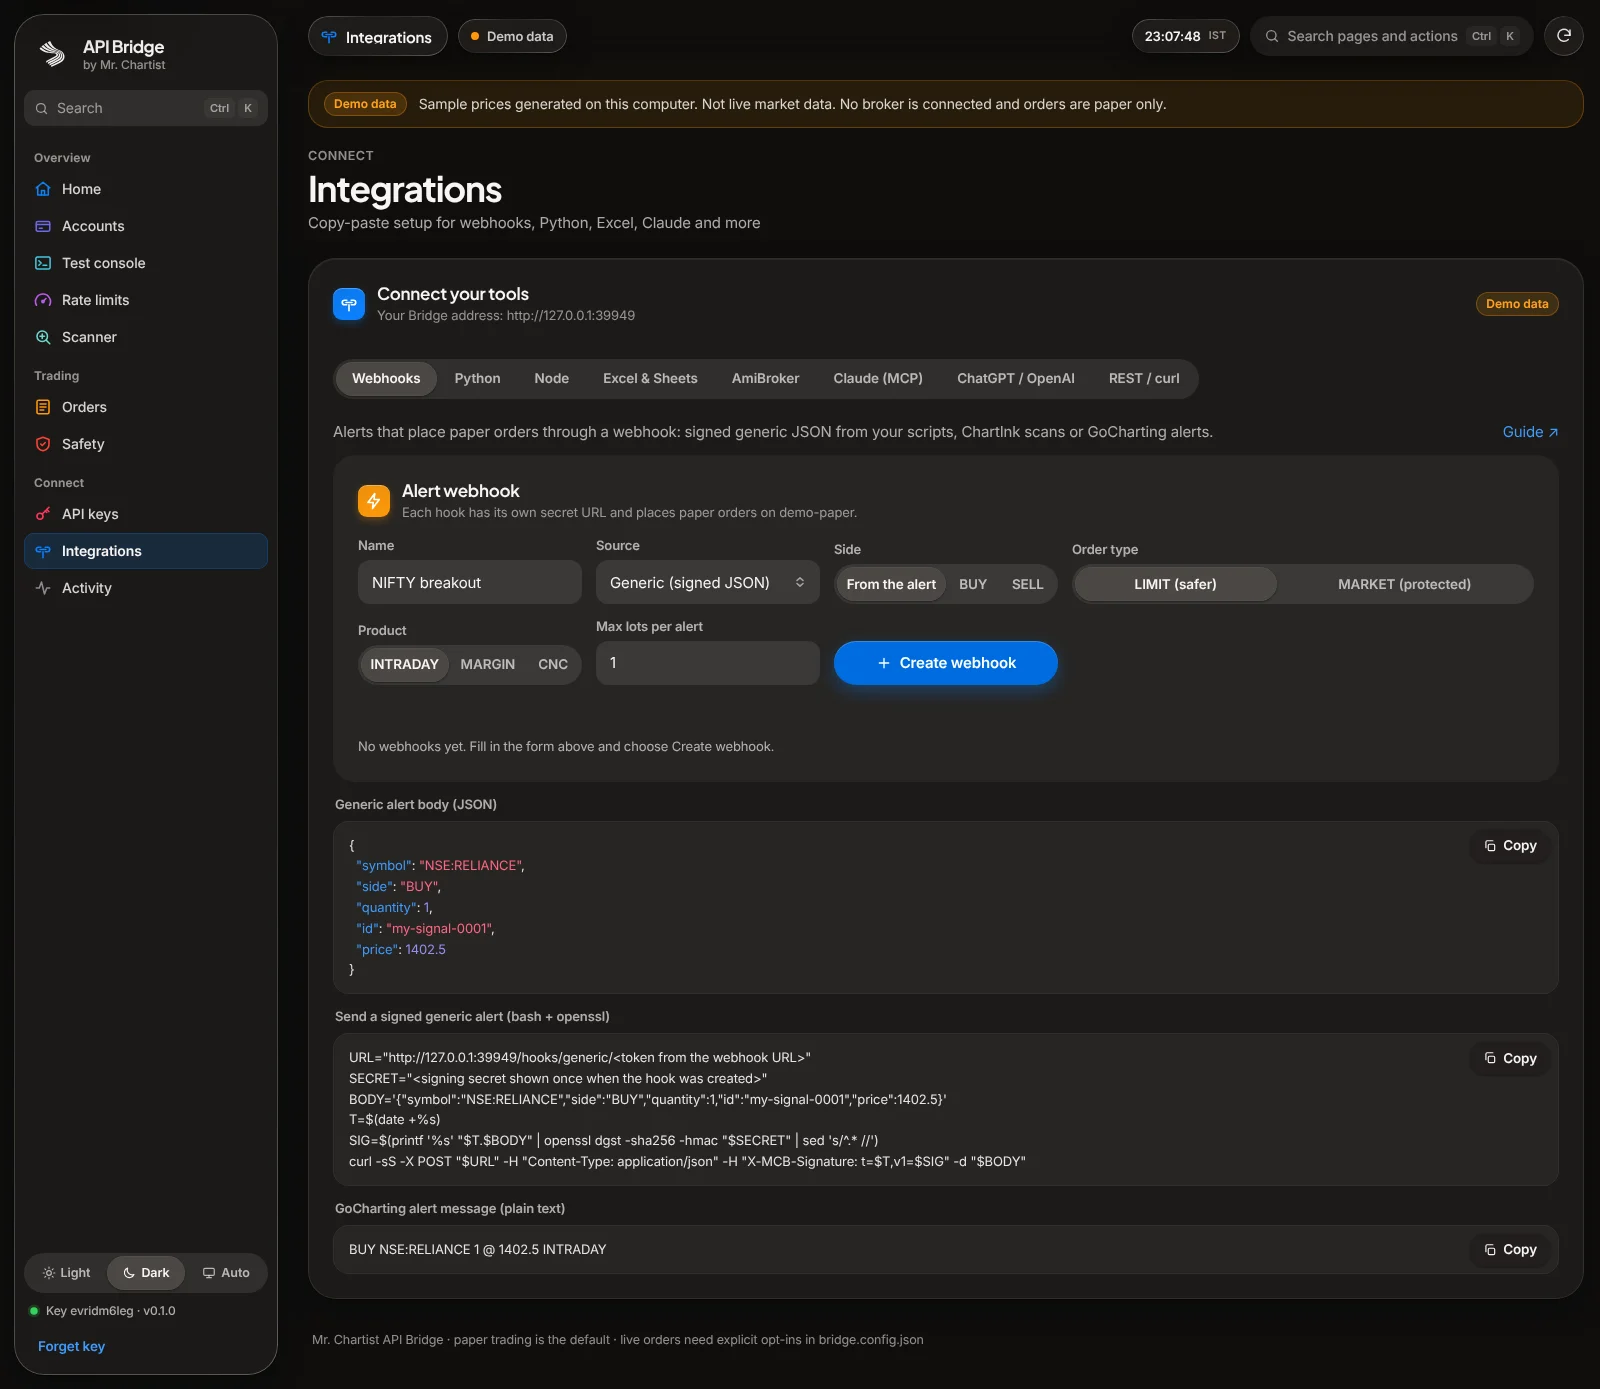 API Bridge
by Mr. Chartist
Search Ctrl K
Overview
Home
Accounts
Test console
Rate limits
Scanner
Trading
Orders
Safety
Connect
API keys
Integrations
Activity
Light Dark Auto
Key evridm6leg · v0.1.0
Forget key
Integrations
Demo data
23:07:48 IST
Search pages and actions Ctrl K
Demo data Sample prices generated on this computer. Not live market data. No broker is connected and orders are paper only.
CONNECT
Integrations
Copy-paste setup for webhooks, Python, Excel, Claude and more
Connect your tools
Your Bridge address: http://127.0.0.1:39949
Demo data
Webhooks Python Node Excel & Sheets AmiBroker Claude (MCP) ChatGPT / OpenAI REST / curl
Alerts that place paper orders through a webhook: signed generic JSON from your scripts, ChartInk scans or GoCharting alerts.
Guide ↗
Alert webhook
Each hook has its own secret URL and places paper orders on demo-paper.
Name
NIFTY breakout
Source
Generic (signed JSON)
Side
From the alert BUY SELL
Order type
LIMIT (safer) MARKET (protected)
Product
INTRADAY MARGIN CNC
Max lots per alert
1
+ Create webhook
No webhooks yet. Fill in the form above and choose Create webhook.
Generic alert body (JSON)
Copy
{
"symbol": "NSE:RELIANCE",
"side": "BUY",
"quantity": 1,
"id": "my-signal-0001",
"price": 1402.5
}
Send a signed generic alert (bash + openssl)
Copy
URL="http://127.0.0.1:39949/hooks/generic/<token from the webhook URL>"
SECRET="<signing secret shown once when the hook was created>"
BODY='{"symbol":"NSE:RELIANCE","side":"BUY","quantity":1,"id":"my-signal-0001","price":1402.5}'
T=$(date +%s)
SIG=$(printf '%s' "$T.$BODY" | openssl dgst -sha256 -hmac "$SECRET" | sed 's/^.* //')
curl -sS -X POST "$URL" -H "Content-Type: application/json" -H "X-MCB-Signature: t=$T,v1=$SIG" -d "$BODY"
GoCharting alert message (plain text)
BUY NSE:RELIANCE 1 @ 1402.5 INTRADAY
Copy
Mr. Chartist API Bridge · paper trading is the default · live orders need explicit opt-ins in bridge.config.json